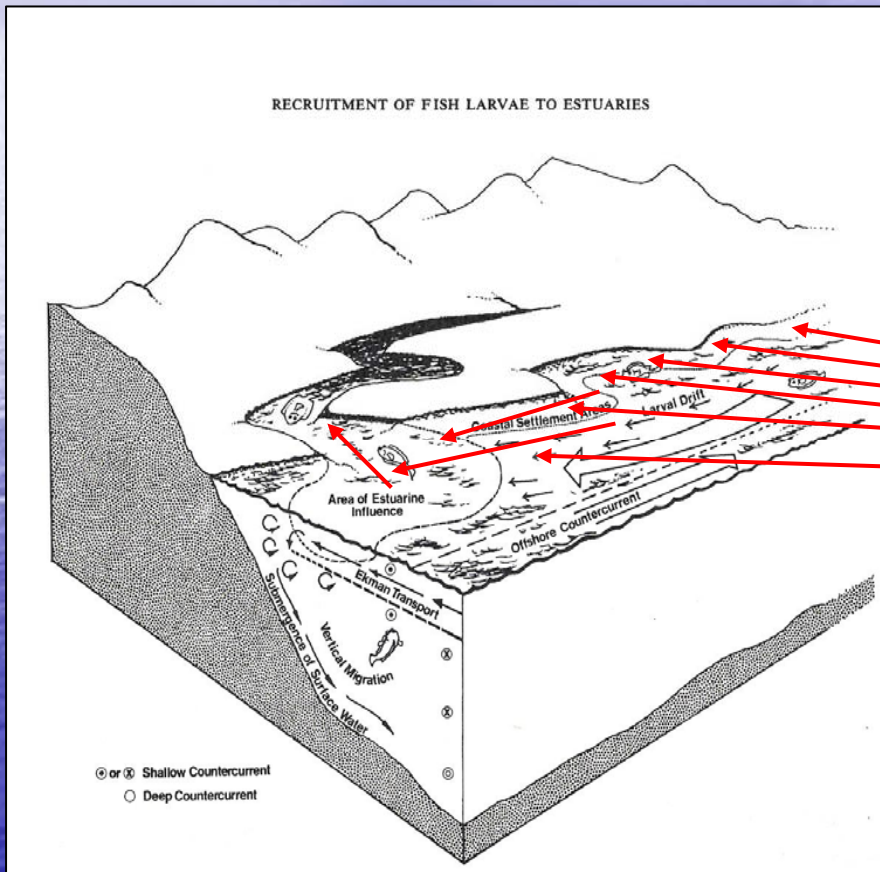 RECRUITMENT OF FISH LARVAE TO ESTUARIES
Coastal Settlement Areas
Larval Drift
Area of Estuarine
Influence
Offshore Countercurrent
Ekman Transport
Vertical Migration
Submergence of Surface Water
⊙ or ⊗ Shallow Countercurrent
○ Deep Countercurrent